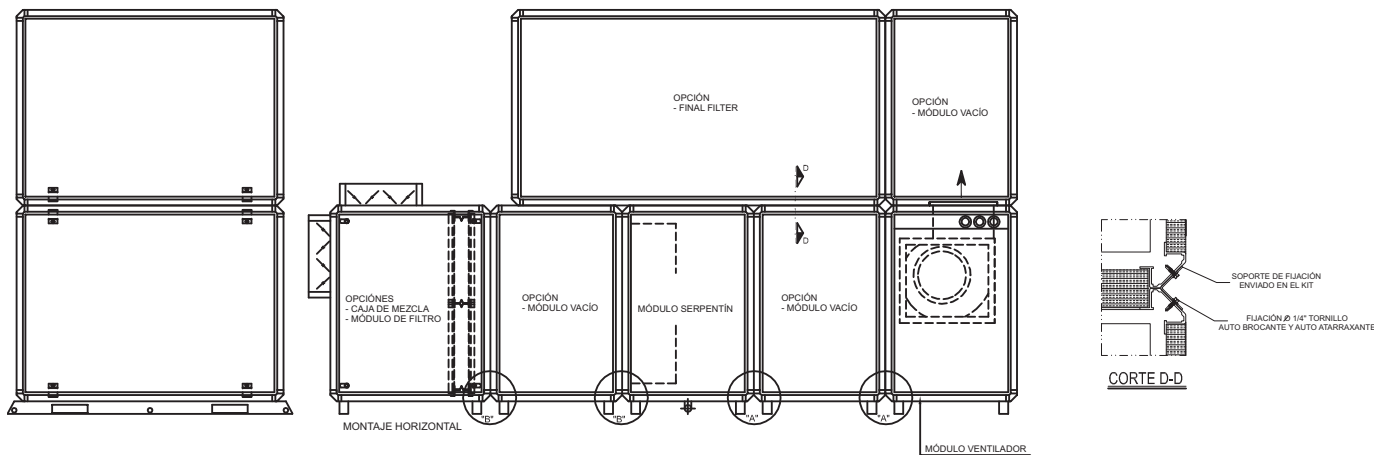 OPCIÓN
- FINAL FILTER
OPCIÓN
- MÓDULO VACÍO
D
D
OPCIÓNES
- CAJA DE MEZCLA
- MÓDULO DE FILTRO
OPCIÓN
- MÓDULO VACÍO
MÓDULO SERPENTÍN
OPCIÓN
- MÓDULO VACÍO
"B"
"B"
"A"
"A"
MONTAJE HORIZONTAL
MÓDULO VENTILADOR
SOPORTE DE FIJACIÓN
ENVIADO EN EL KIT
FIJACIÓN Ø 1/4" TORNILLO
AUTO BROCANTE Y AUTO ATARRAXANTE
CORTE D-D